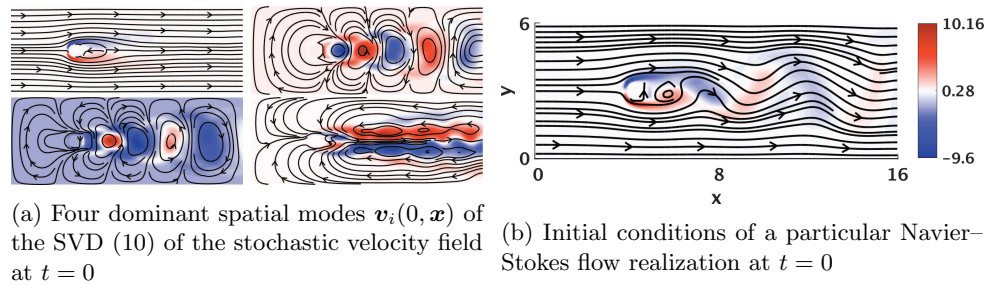 6
y
0
0
8
16
x
10.16
0.28
−9.6
(a) Four dominant spatial modes vᵢ(0, x) of
the SVD (10) of the stochastic velocity field
at t = 0
(b) Initial conditions of a particular Navier–
Stokes flow realization at t = 0